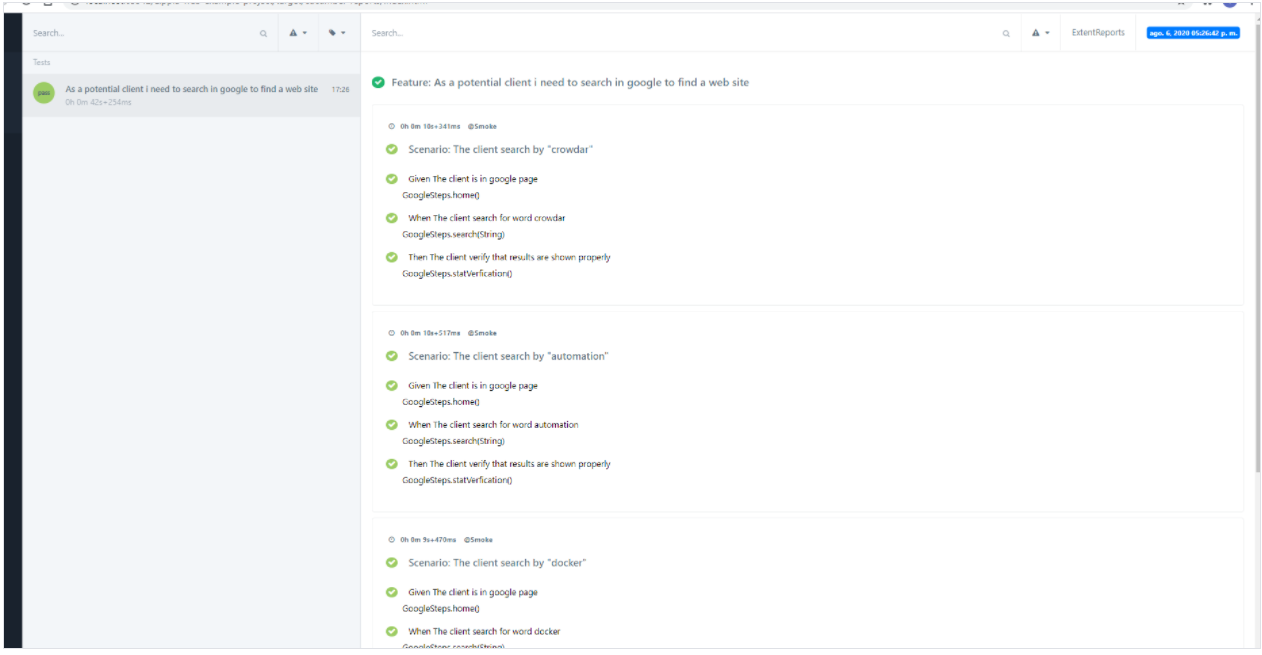 Search...
Search...
ExtentReports
ago. 6, 2020 05:26:42 p. m.
Tests
pass
As a potential client i need to search in google to find a web site
17:26
0h 0m 42s+254ms
Feature: As a potential client i need to search in google to find a web site
0h 0m 10s+341ms @Smoke
Scenario: The client search by "crowdar"
Given The client is in google page
GoogleSteps.home()
When The client search for word crowdar
GoogleSteps.search(String)
Then The client verify that results are shown properly
GoogleSteps.statVerfication()
0h 0m 10s+517ms @Smoke
Scenario: The client search by "automation"
Given The client is in google page
GoogleSteps.home()
When The client search for word automation
GoogleSteps.search(String)
Then The client verify that results are shown properly
GoogleSteps.statVerfication()
0h 0m 9s+470ms @Smoke
Scenario: The client search by "docker"
Given The client is in google page
GoogleSteps.home()
When The client search for word docker
GoogleSteps.search(String)